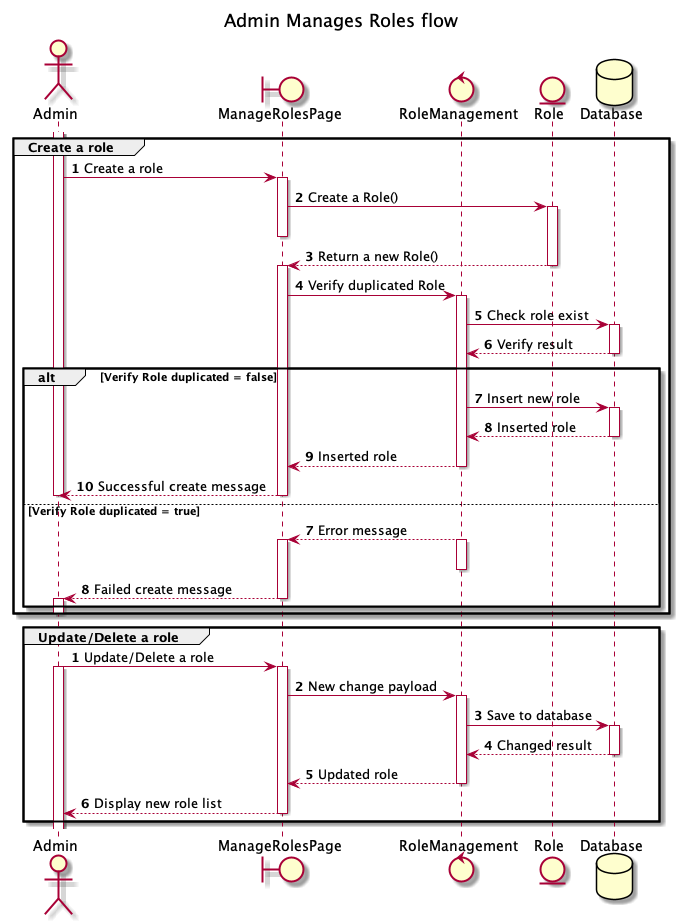 Admin Manages Roles flow
Admin
ManageRolesPage
RoleManagement
Role
Database
Create a role
1 Create a role
2 Create a Role()
3 Return a new Role()
4 Verify duplicated Role
5 Check role exist
6 Verify result
alt
[Verify Role duplicated = false]
7 Insert new role
8 Inserted role
9 Inserted role
10 Successful create message
[Verify Role duplicated = true]
7 Error message
8 Failed create message
Update/Delete a role
1 Update/Delete a role
2 New change payload
3 Save to database
4 Changed result
5 Updated role
6 Display new role list
Admin
ManageRolesPage
RoleManagement
Role
Database